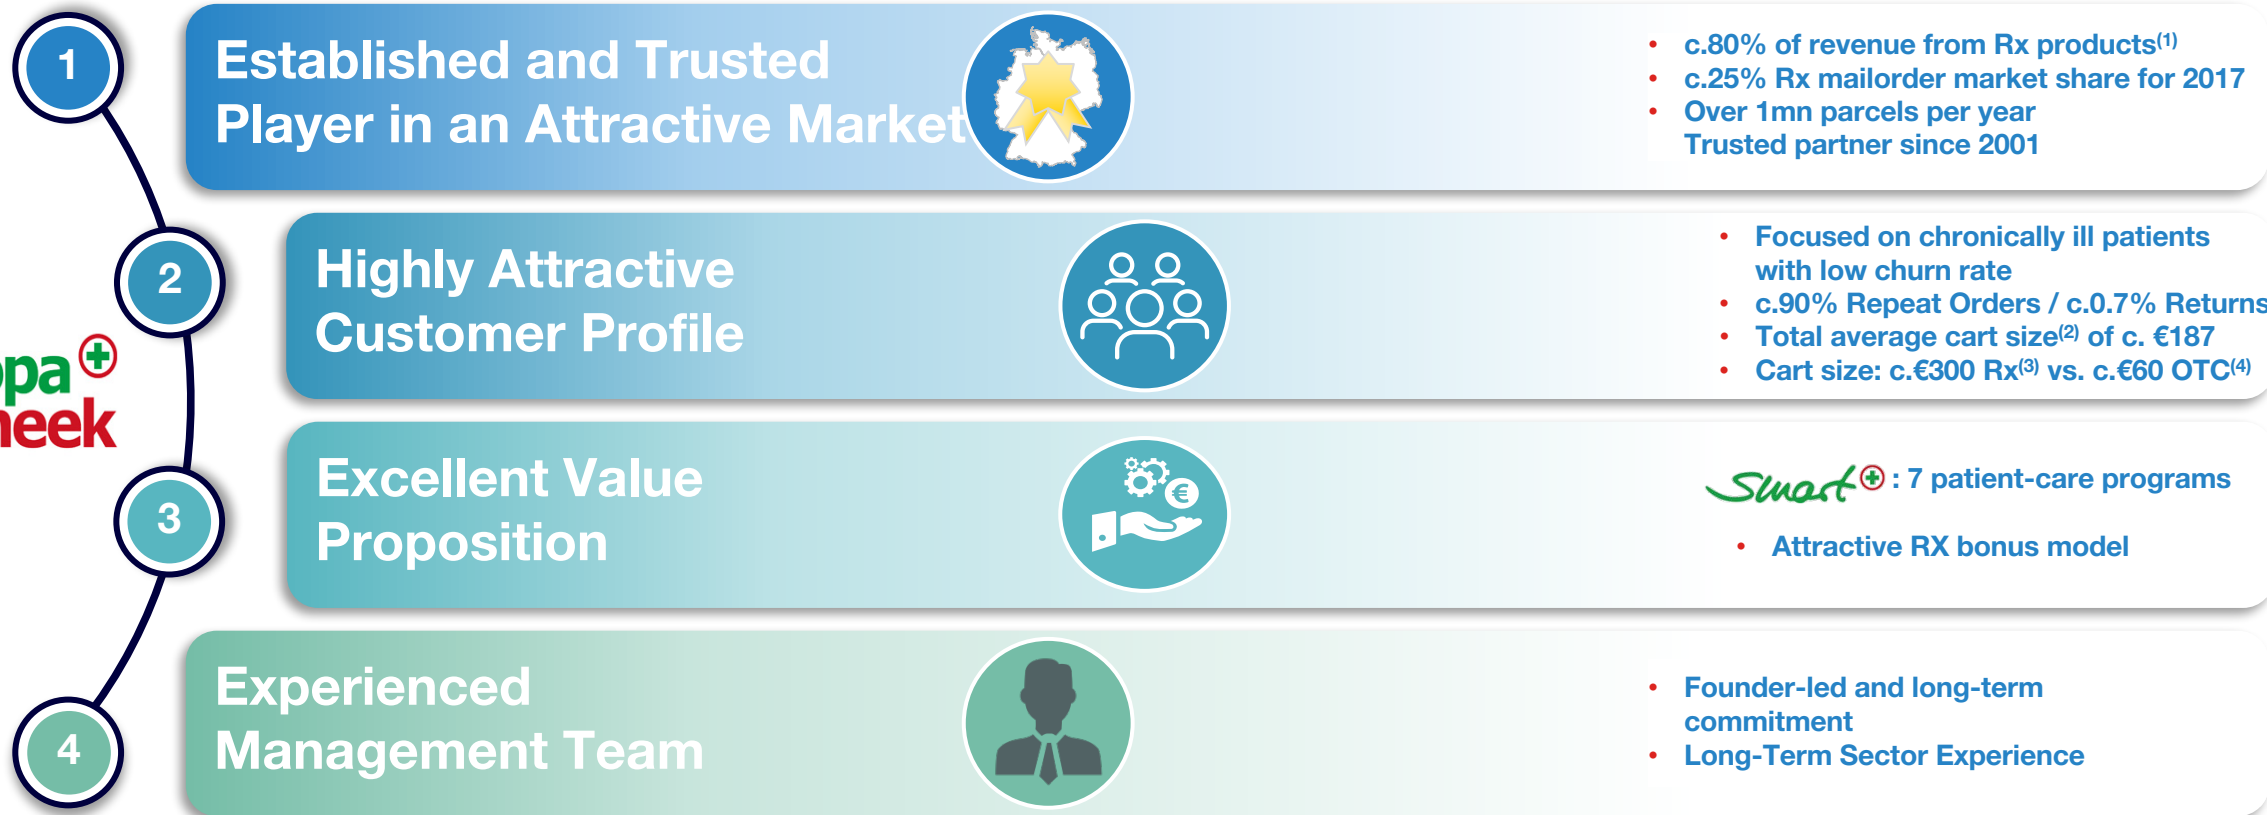 1
Established and Trusted
Player in an Attractive Market
• c.80% of revenue from Rx products(1)
• c.25% Rx mailorder market share for 2017
• Over 1mn parcels per year
Trusted partner since 2001
2
Highly Attractive
Customer Profile
• Focused on chronically ill patients
with low churn rate
• c.90% Repeat Orders / c.0.7% Returns
• Total average cart size(2) of c. €187
• Cart size: c.€300 Rx(3) vs. c.€60 OTC(4)
3
Excellent Value
Proposition
€
Smart : 7 patient-care programs
• Attractive RX bonus model
4
Experienced
Management Team
• Founder-led and long-term
commitment
• Long-Term Sector Experience